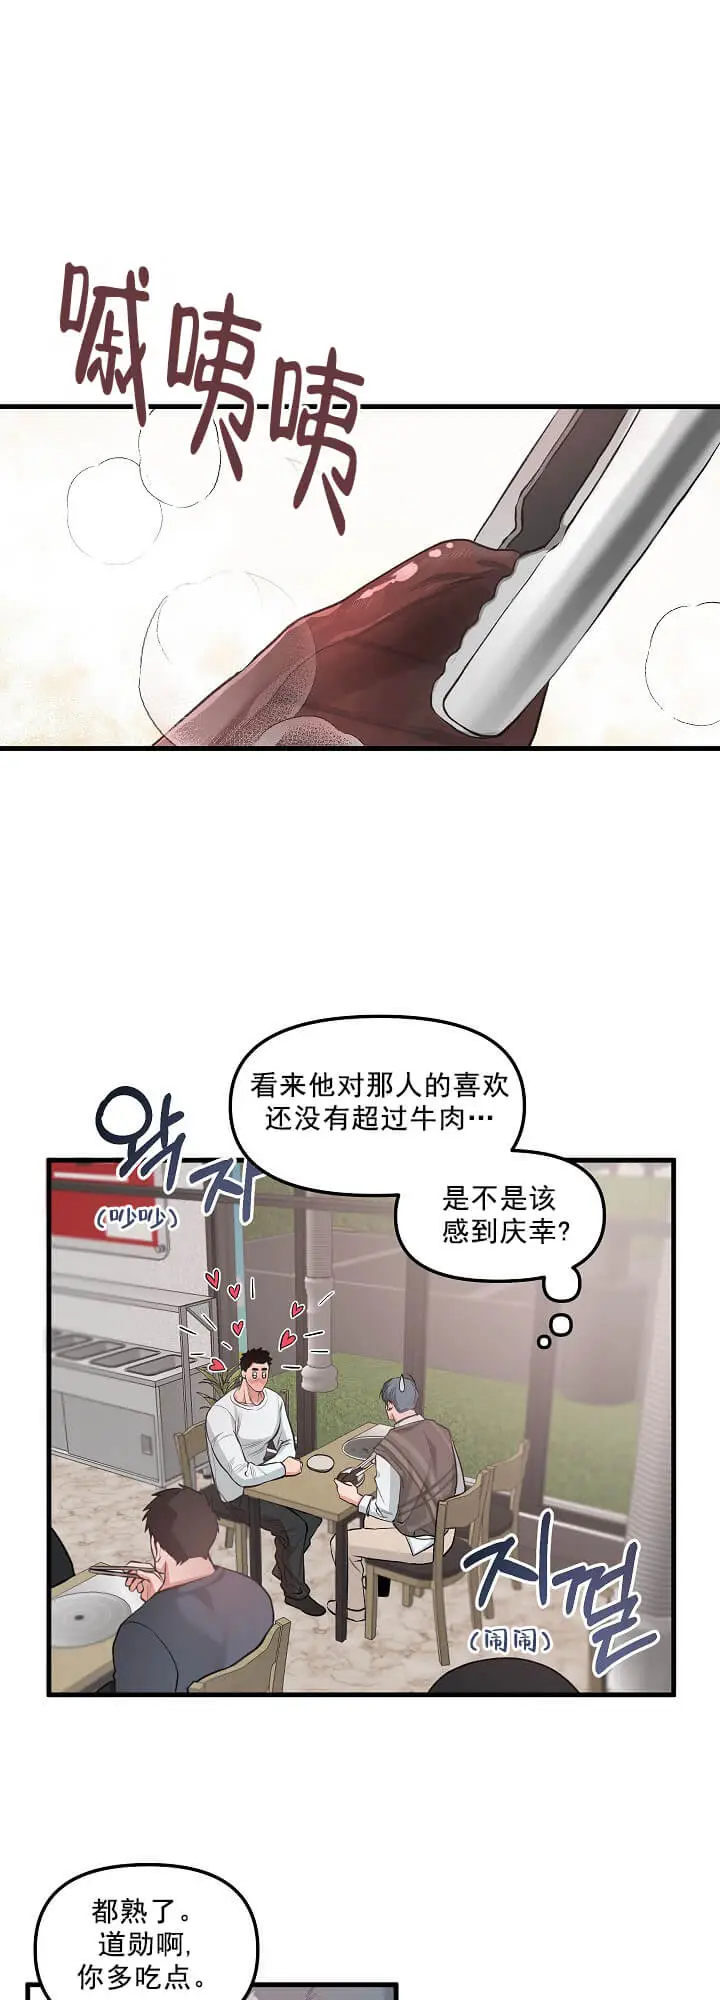 嘁咦咦
看来他对那人的喜欢
还没有超过牛肉…
是不是该
感到庆幸?
와자
(吵吵)
지껄
(闹闹)
都熟了。
道勋啊,
你多吃点。